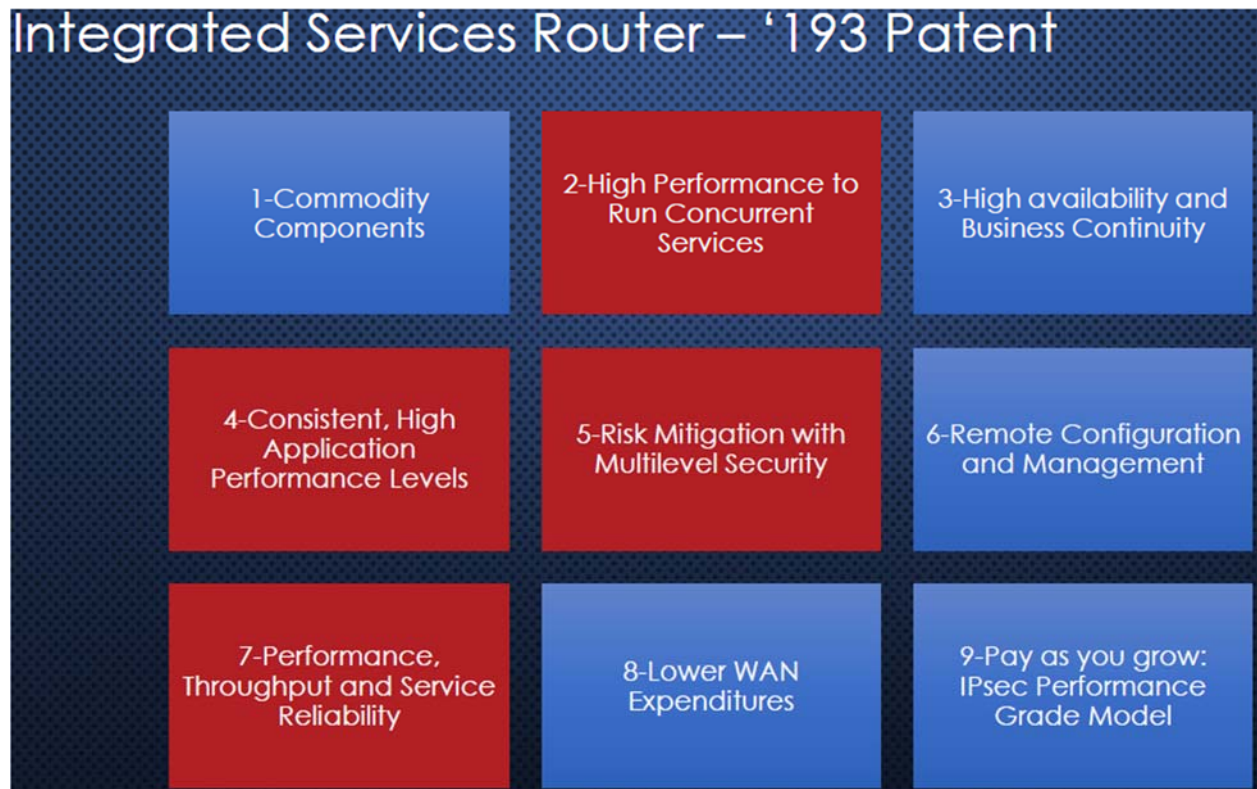 Integrated Services Router – ‘193 Patent
1-Commodity
Components
2-High Performance to
Run Concurrent
Services
3-High availability and
Business Continuity
4-Consistent, High
Application
Performance Levels
5-Risk Mitigation with
Multilevel Security
6-Remote Configuration
and Management
7-Performance,
Throughput and Service
Reliability
8-Lower WAN
Expenditures
9-Pay as you grow:
IPsec Performance
Grade Model